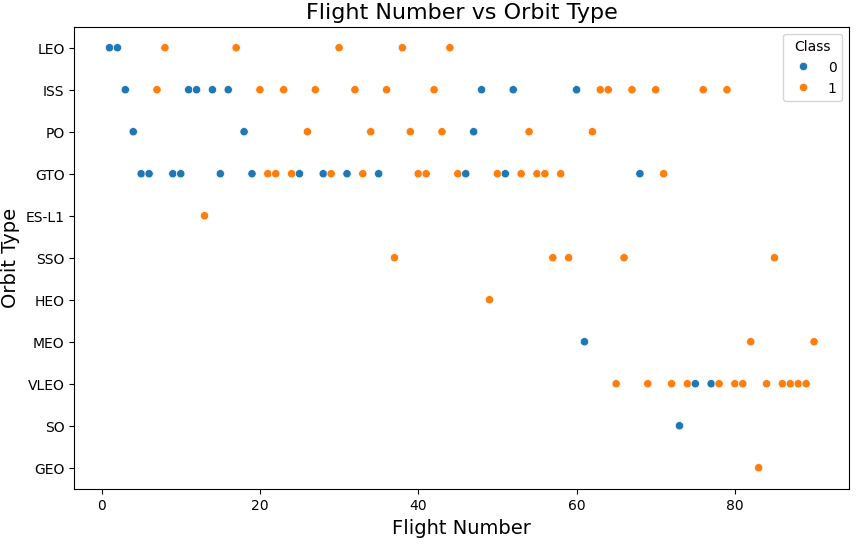 Flight Number vs Orbit Type
Orbit Type
LEO
ISS
PO
GTO
ES-L1
SSO
HEO
MEO
VLEO
SO
GEO
Class
0
1
0 20 40 60 80
Flight Number